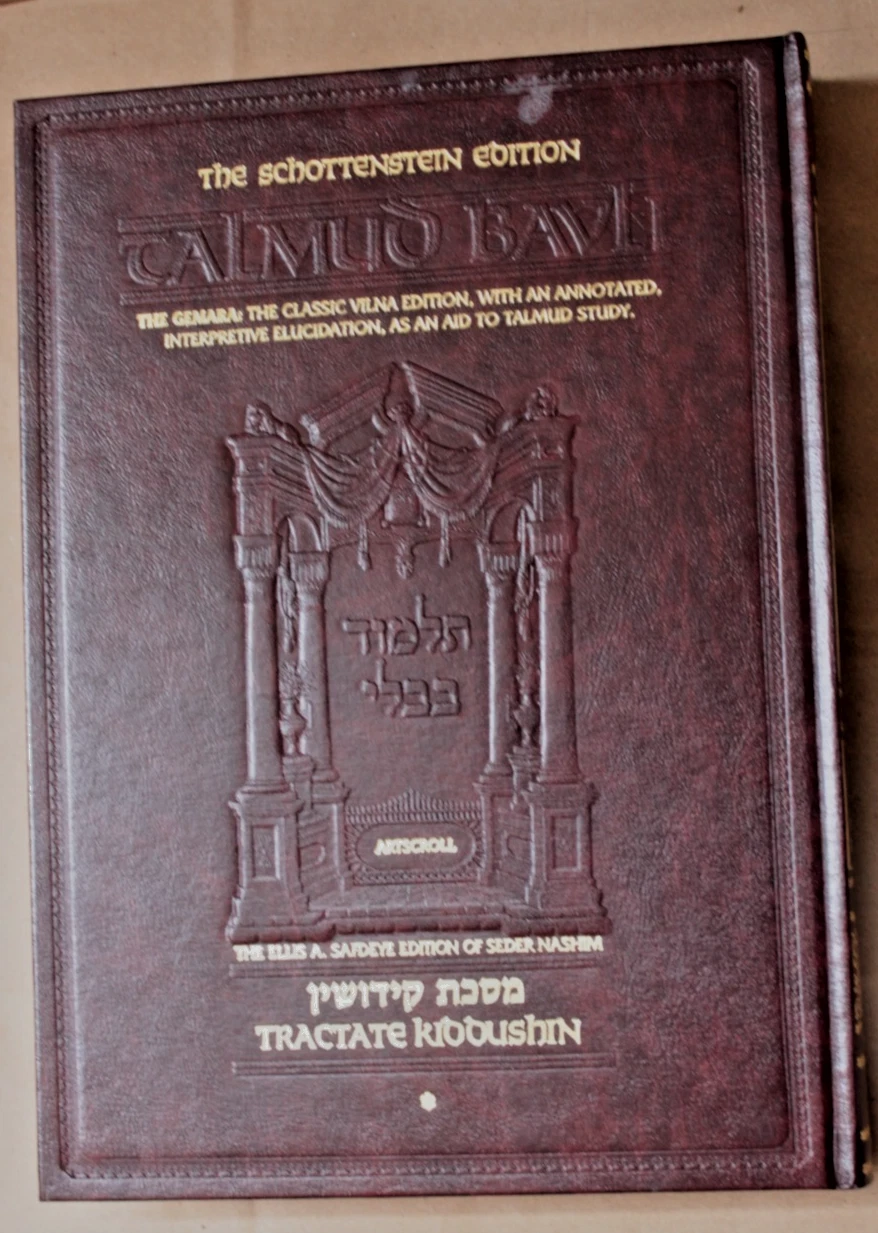 THE SCHOTTENSTEIN EDITION
TALMUD BAVLI
THE GEMARA: THE CLASSIC VILNA EDITION, WITH AN ANNOTATED,
INTERPRETIVE ELUCIDATION, AS AN AID TO TALMUD STUDY.
תלמוד
בבלי
ARTSCROLL
THE ELLIS A. SAFDEYE EDITION OF SEDER NASHIM
מסכת קידושין
TRACTATE KIDDUSHIN